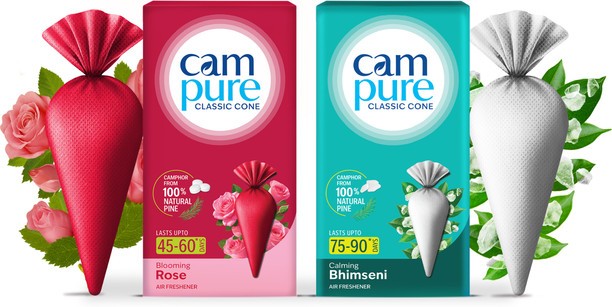 cam
pure
CLASSIC CONE
CAMPHOR
FROM
100%
NATURAL
PINE
LASTS UPTO
45-60* DAYS
Blooming
Rose
AIR FRESHENER
cam
pure
CLASSIC CONE
CAMPHOR
FROM
100%
NATURAL
PINE
LASTS UPTO
75-90* DAYS
Calming
Bhimseni
AIR FRESHENER